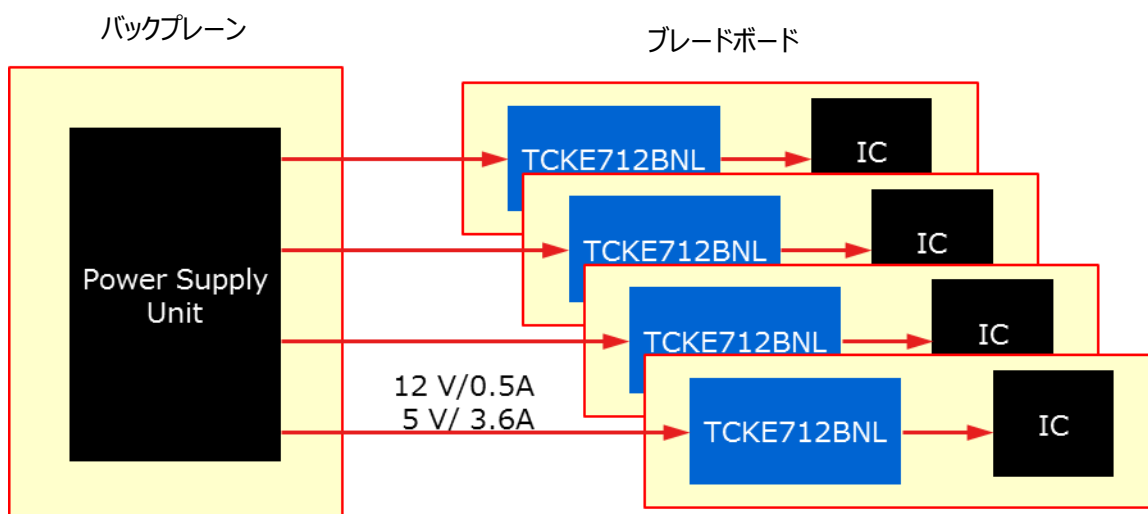 バックプレーン
ブレードボード
TCKE712BNL
IC
TCKE712BNL
IC
Power Supply
Unit
TCKE712BNL
IC
12 V/0.5A
5 V/ 3.6A
TCKE712BNL
IC